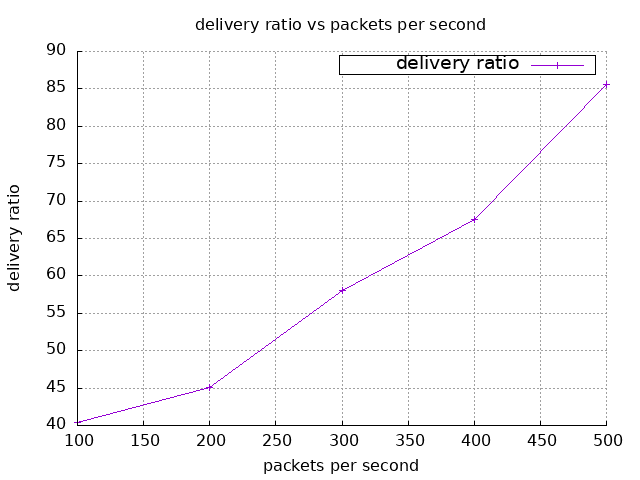 delivery ratio vs packets per second
delivery ratio
90
85
80
75
70
65
60
55
50
45
40
delivery ratio
100 150 200 250 300 350 400 450 500
packets per second